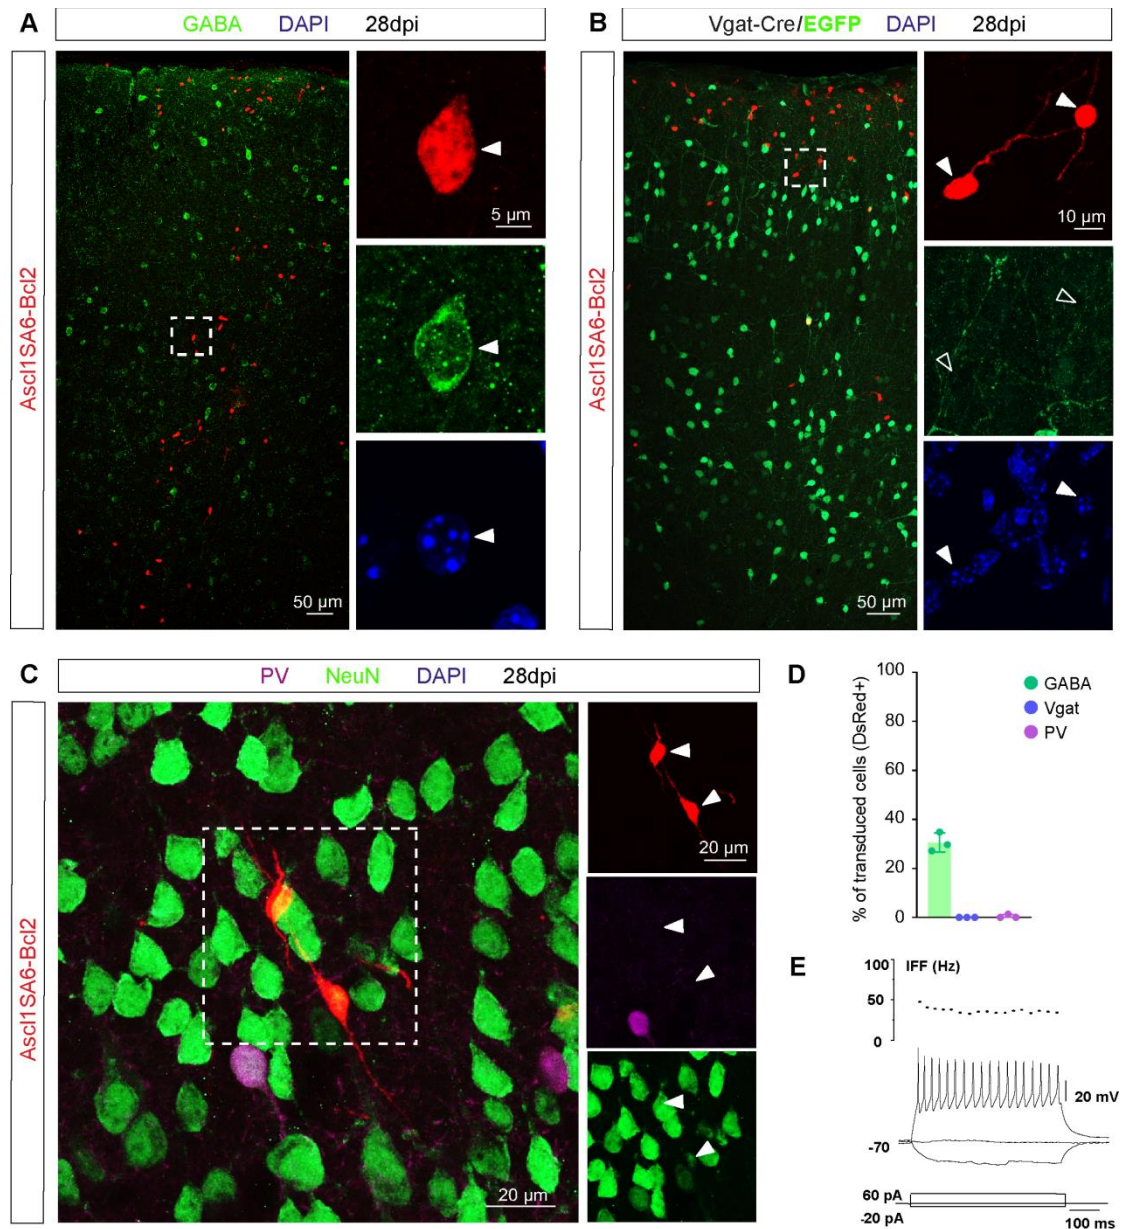 A
GABA DAPI 28dpi
Ascl1SA6-Bcl2
5 µm
50 µm
B
Vgat-Cre/EGFP DAPI 28dpi
Ascl1SA6-Bcl2
10 µm
50 µm
C
PV NeuN DAPI 28dpi
Ascl1SA6-Bcl2
20 µm
20 µm
D
% of transduced cells (DsRed+)
100
80
60
40
20
0
GABA
Vgat
PV
E
IFF (Hz)
100
50
0
20 mV
-70
60 pA
-20 pA
100 ms